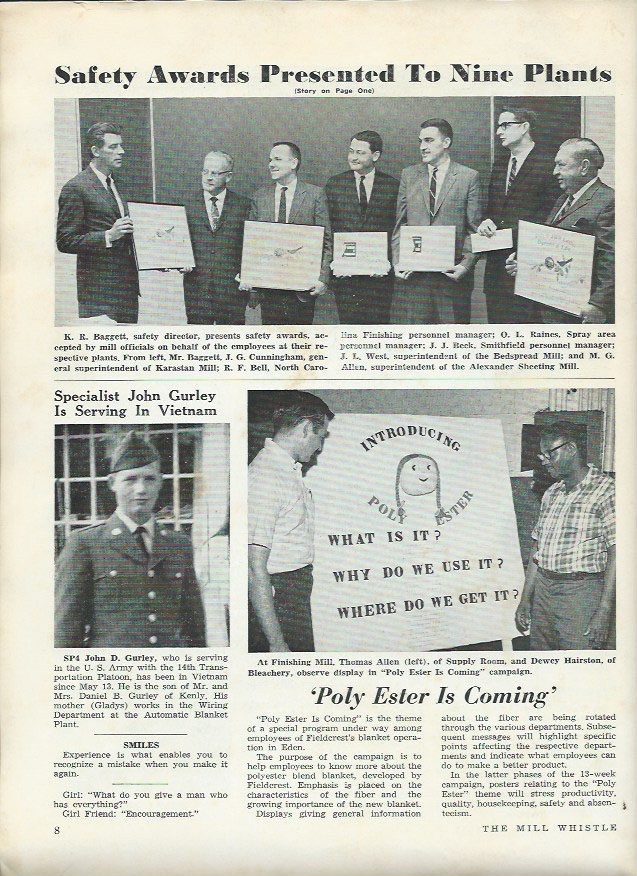 Safety Awards Presented To Nine Plants
(Story on Page One)
K. R. Baggett, safety director, presents safety awards, ac-
cepted by mill officials on behalf of the employees at their re-
spective plants. From left, Mr. Baggett, J. G. Cunningham, gen-
eral superintendent of Karastan Mill; R. F. Bell, North Caro-
lina Finishing personnel manager; O. L. Raines, Spray area
personnel manager; J. J. Beck, Smithfield personnel manager;
J. L. West, superintendent of the Bedspread Mill; and M. G.
Allen, superintendent of the Alexander Sheeting Mill.
Specialist John Gurley
Is Serving In Vietnam
SP4 John D. Gurley, who is serving
in the U. S. Army with the 14th Trans-
portation Platoon, has been in Vietnam
since May 13. He is the son of Mr. and
Mrs. Daniel B. Gurley of Kenly. His
mother (Gladys) works in the Wiring
Department at the Automatic Blanket
Plant.
SMILES
Experience is what enables you to
recognize a mistake when you make it
again.
Girl: "What do you give a man who
has everything?"
Girl Friend: "Encouragement."
INTRODUCING
POLY ESTER
WHAT IS IT?
WHY DO WE USE IT?
WHERE DO WE GET IT?
At Finishing Mill, Thomas Allen (left), of Supply Room, and Dewey Hairston, of
Bleachery, observe display in "Poly Ester Is Coming" campaign.
'Poly Ester Is Coming'
"Poly Ester Is Coming" is the theme
of a special program under way among
employees of Fieldcrest's blanket opera-
tion in Eden.
The purpose of the campaign is to
help employees to know more about the
polyester blend blanket, developed by
Fieldcrest. Emphasis is placed on the
characteristics of the fiber and the
growing importance of the new blanket.
Displays giving general information
about the fiber are being rotated
through the various departments. Subse-
quent messages will highlight specific
points affecting the respective depart-
ments and indicate what employees can
do to make a better product.
In the latter phases of the 13-week
campaign, posters relating to the "Poly
Ester" theme will stress productivity,
quality, housekeeping, safety and absen-
teeism.
8
THE MILL WHISTLE